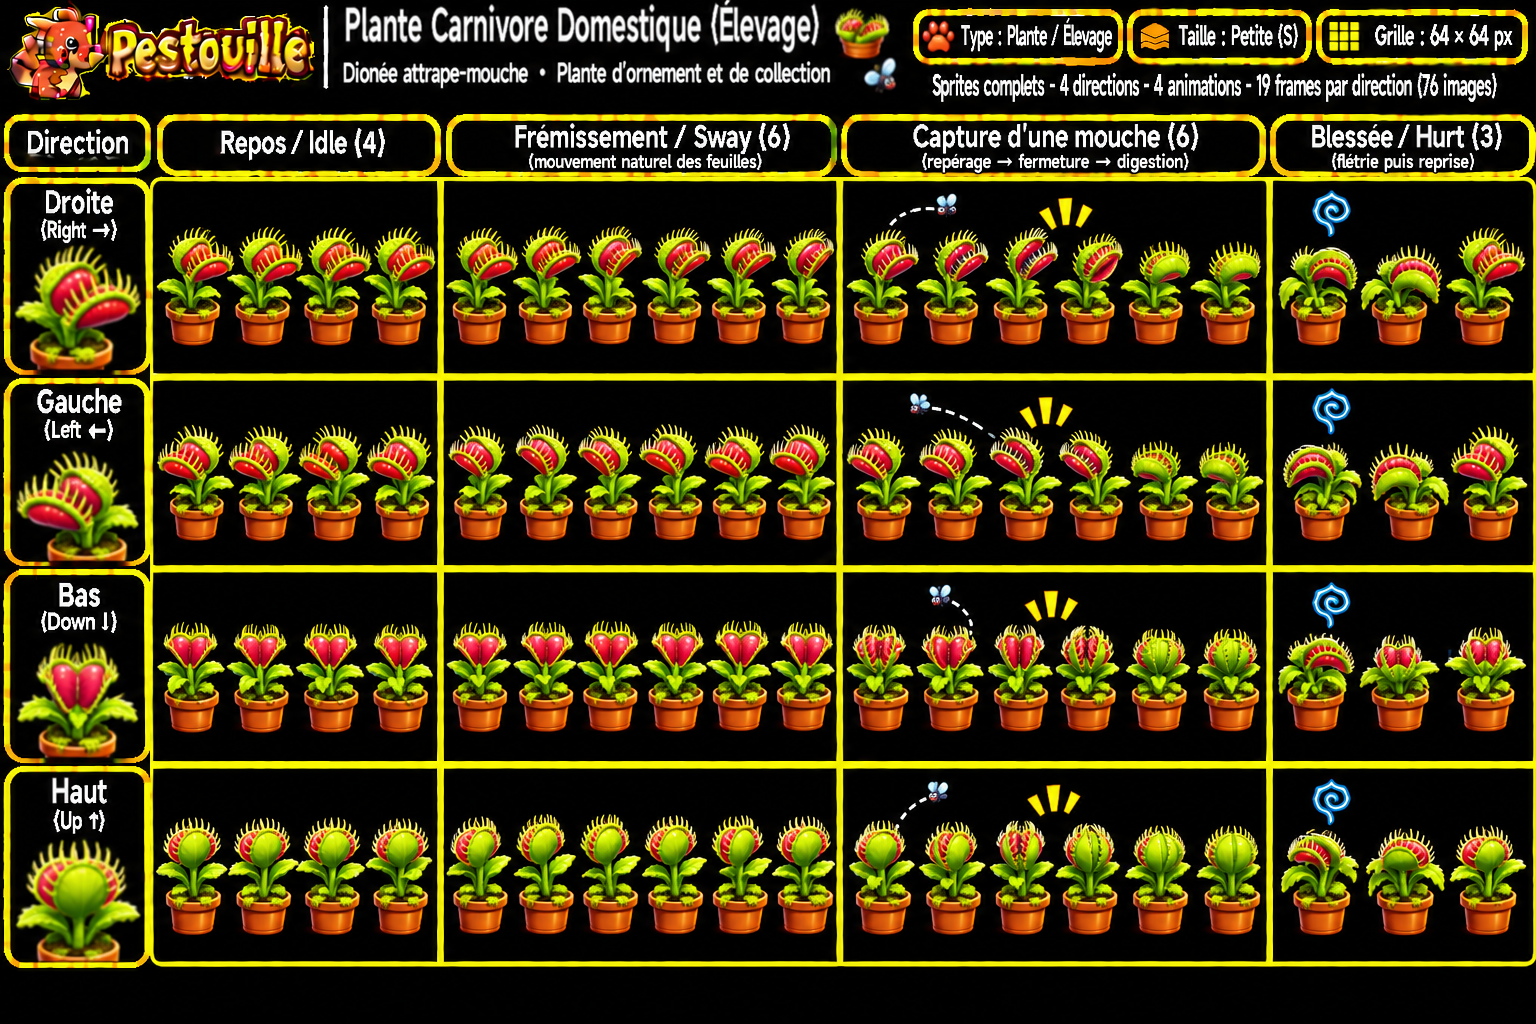 Pestouille
Plante Carnivore Domestique (Élevage)
Dionée attrape-mouche • Plante d'ornement et de collection
Type : Plante / Élevage
Taille : Petite (S)
Grille : 64 × 64 px
Sprites complets - 4 directions - 4 animations - 19 frames par direction (76 images)
Direction
Repos / Idle (4)
Frémissement / Sway (6)
(mouvement naturel des feuilles)
Capture d'une mouche (6)
(repérage → fermeture → digestion)
Blessée / Hurt (3)
(flétrie puis reprise)
Droite
(Right →)
Gauche
(Left ←)
Bas
(Down ↓)
Haut
(Up ↑)